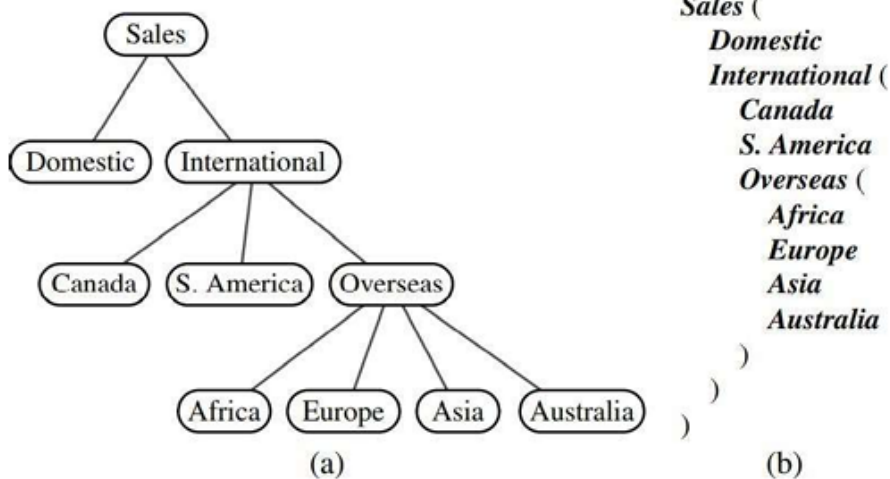 Sales
Domestic International
Canada S. America Overseas
Africa Europe Asia Australia
(a)
Sales (
Domestic
International (
Canada
S. America
Overseas (
Africa
Europe
Asia
Australia
)
)
)
(b)